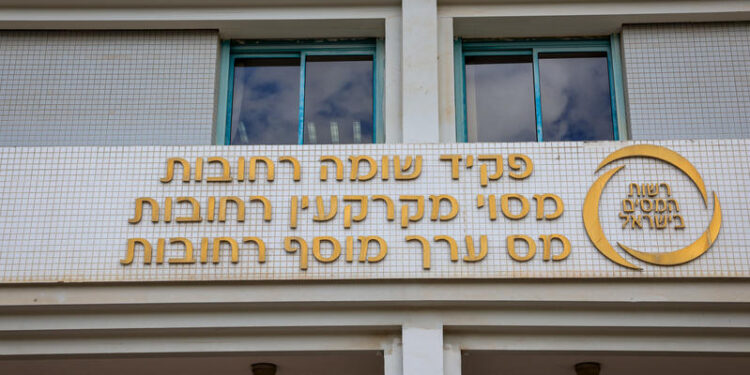 פקיד שומה רחובות
מסוי מקרקעין רחובות
מס ערך מוסף רחובות
רשות
המסים
בישראל